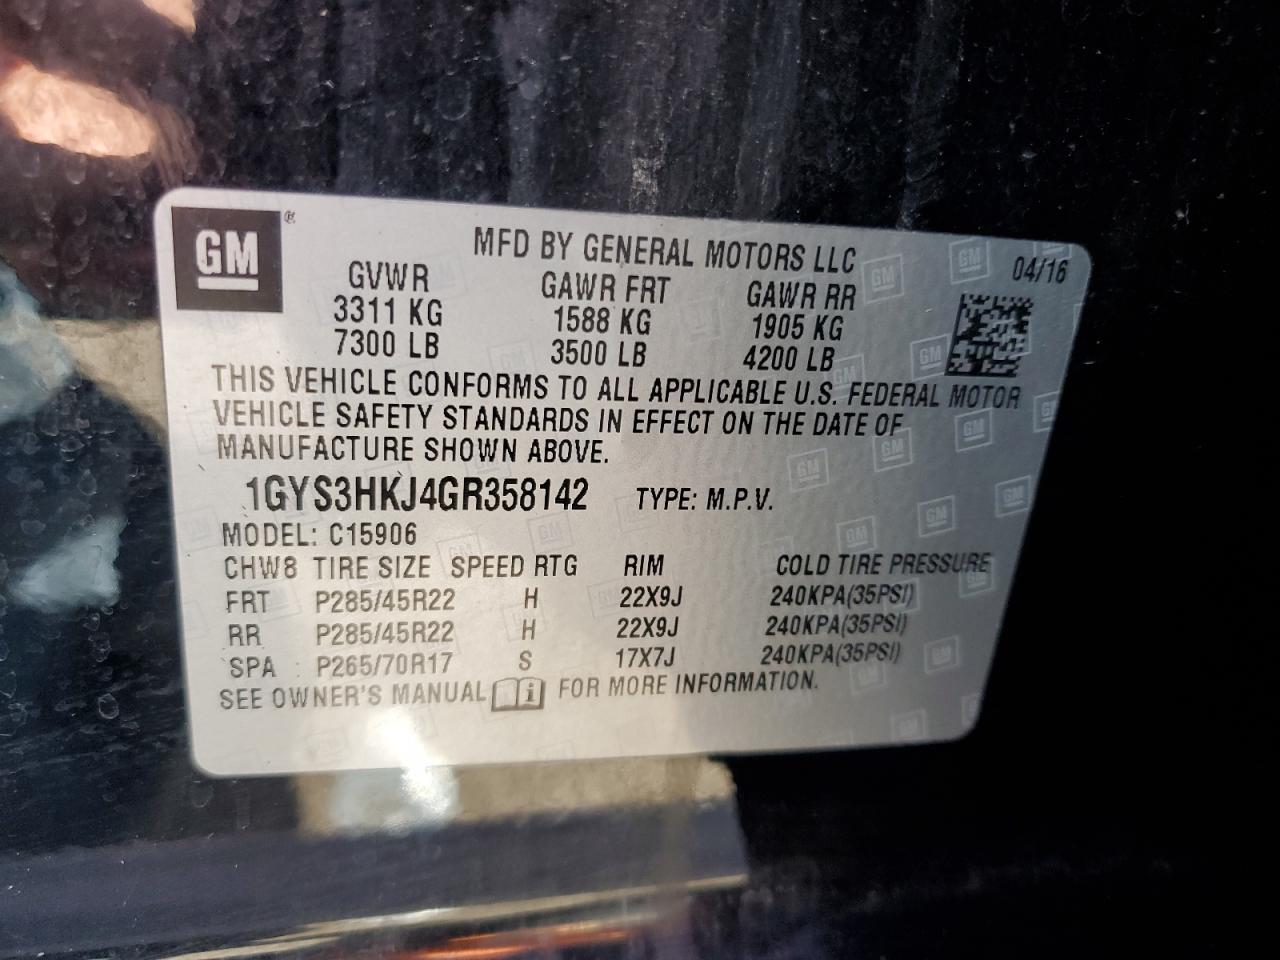 GM ®
MFD BY GENERAL MOTORS LLC 04/16
GVWR GAWR FRT GAWR RR
3311 KG 1588 KG 1905 KG
7300 LB 3500 LB 4200 LB
THIS VEHICLE CONFORMS TO ALL APPLICABLE U.S. FEDERAL MOTOR
VEHICLE SAFETY STANDARDS IN EFFECT ON THE DATE OF
MANUFACTURE SHOWN ABOVE.
1GYS3HKJ4GR358142 TYPE: M.P.V.
MODEL: C15906
CHW8 TIRE SIZE SPEED RTG RIM COLD TIRE PRESSURE
FRT P285/45R22 H 22X9J 240KPA(35PSI)
RR P285/45R22 H 22X9J 240KPA(35PSI)
SPA P265/70R17 S 17X7J 240KPA(35PSI)
SEE OWNER'S MANUAL i FOR MORE INFORMATION.